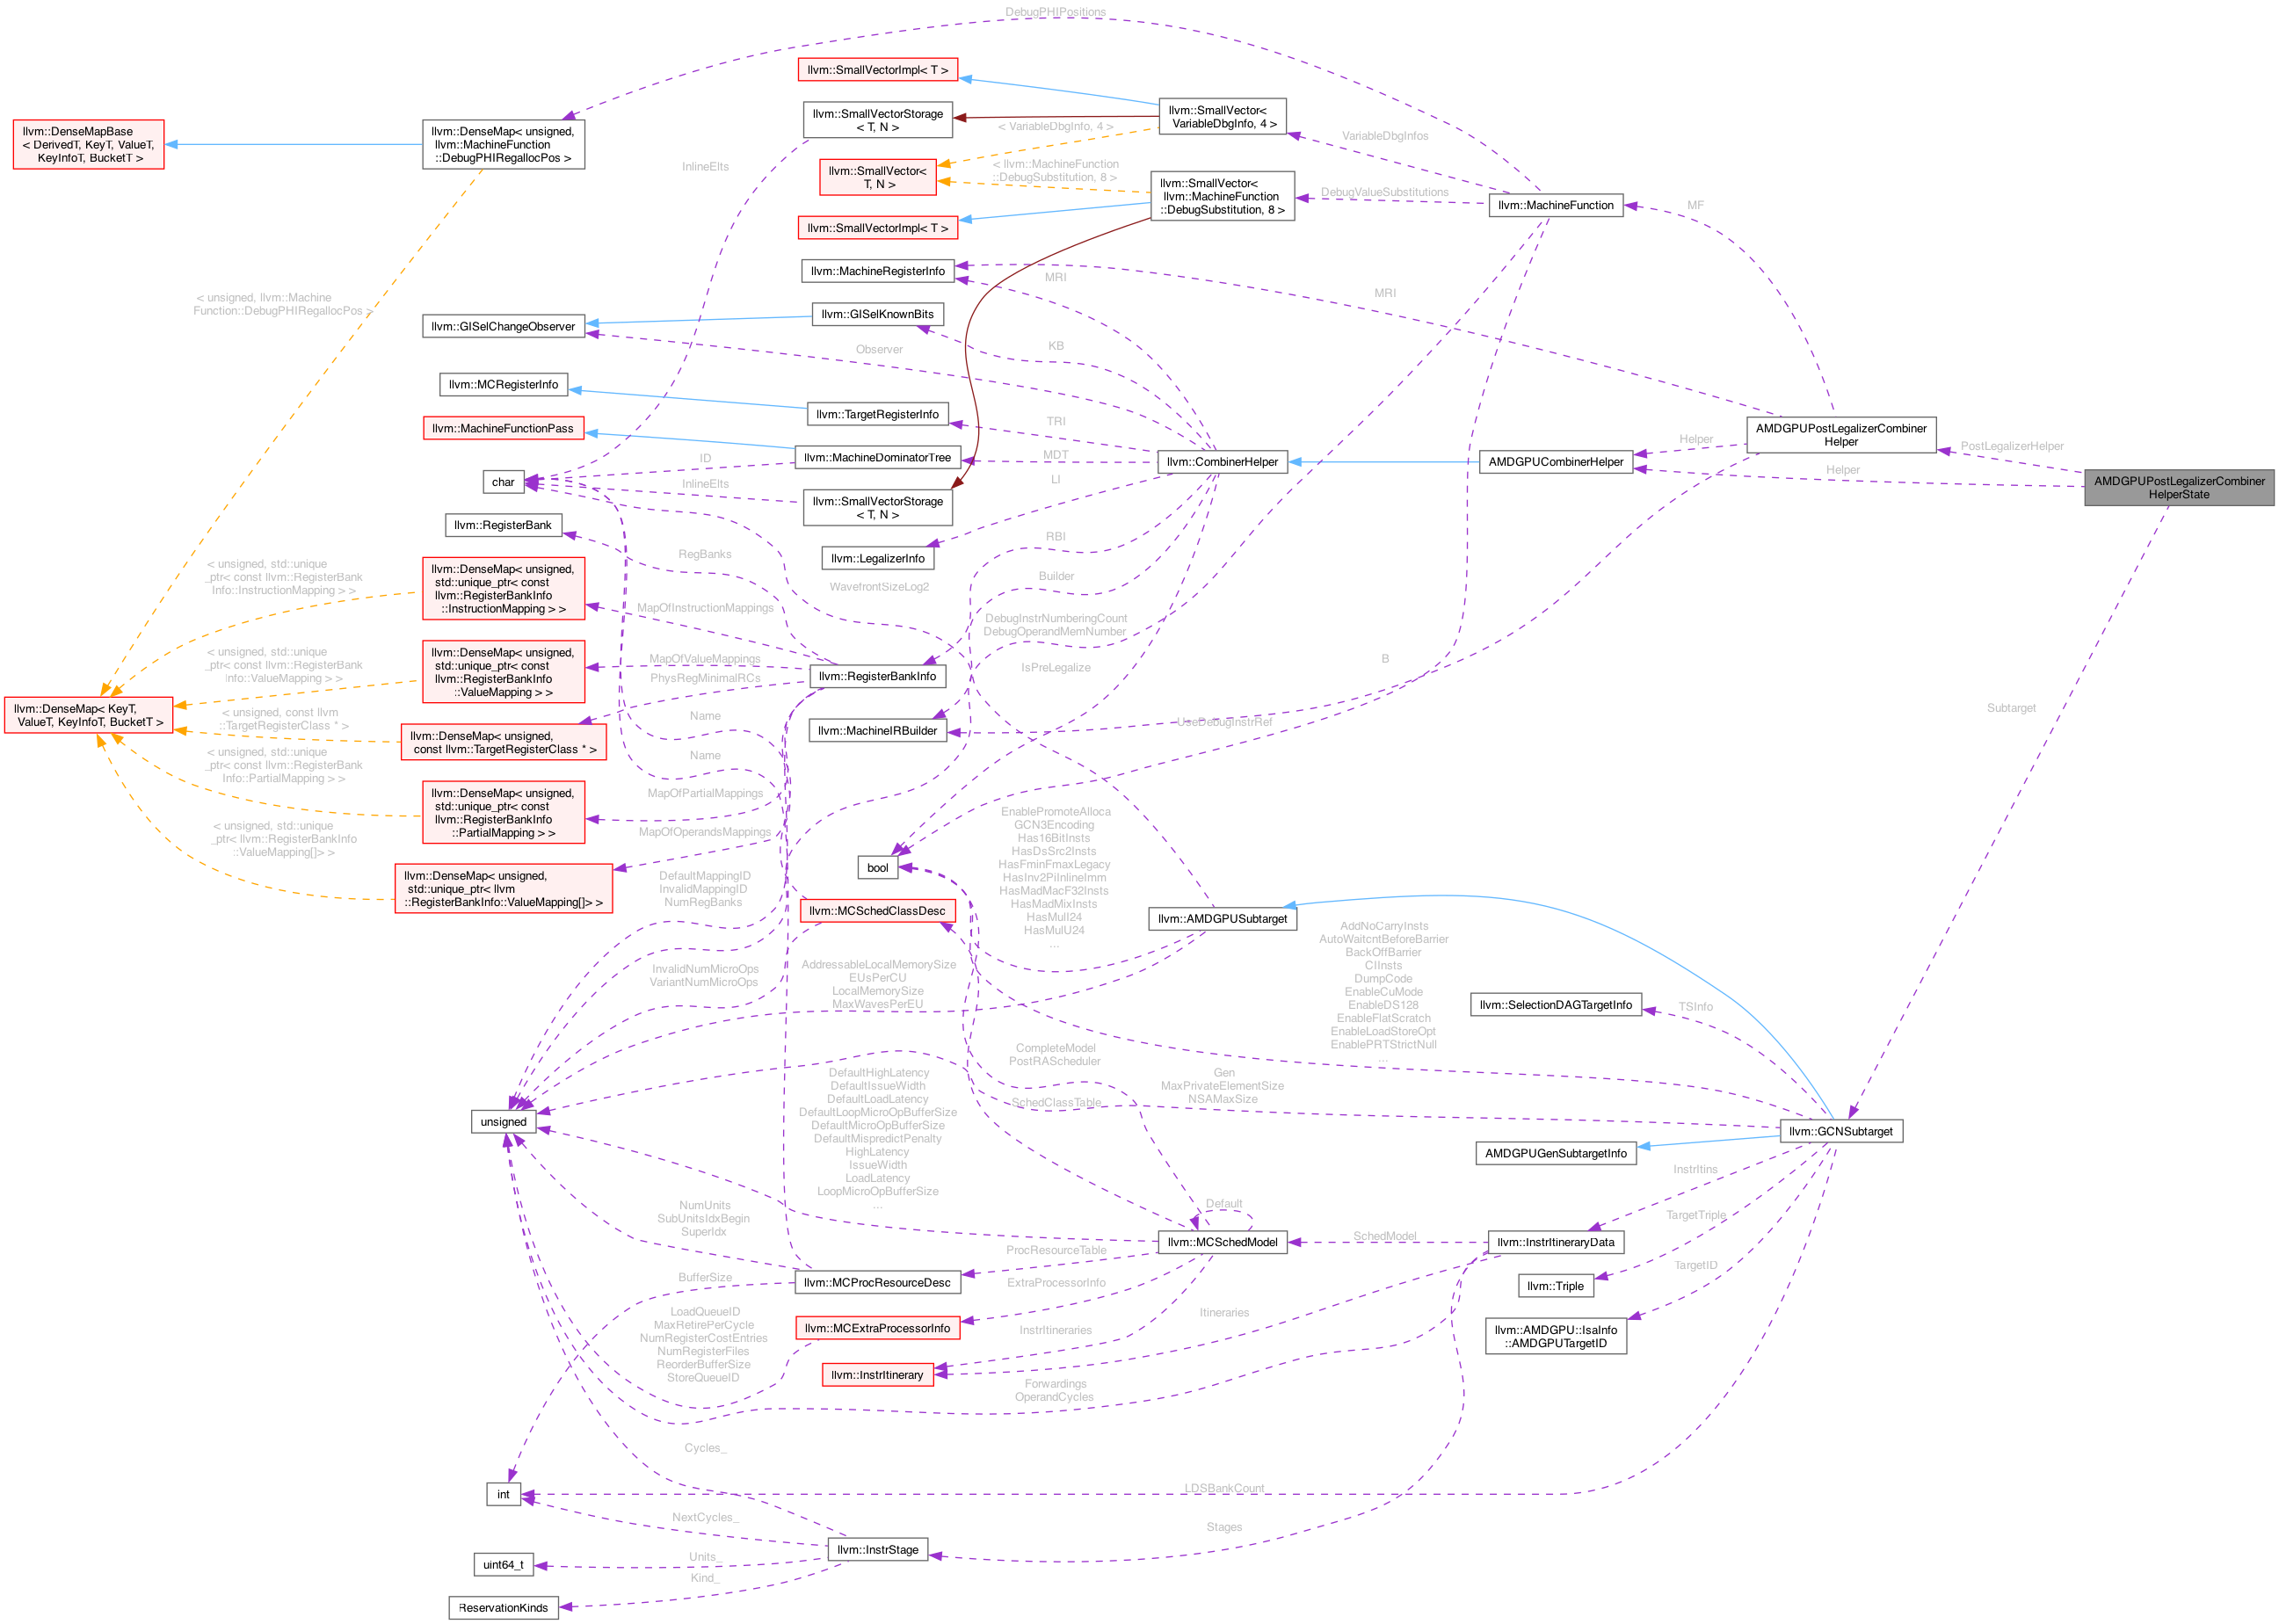 DebugPHIPositions
llvm::SmallVectorImpl< T >
llvm::SmallVectorStorage
< T, N >
llvm::SmallVector<
VariableDbgInfo, 4 >
llvm::DenseMapBase
< DerivedT, KeyT, ValueT,
KeyInfoT, BucketT >
llvm::DenseMap< unsigned,
llvm::MachineFunction
::DebugPHIRegallocPos >
< VariableDbgInfo, 4 >
VariableDbgInfos
InlineElts
llvm::SmallVector<
T, N >
< llvm::MachineFunction
::DebugSubstitution, 8 >
llvm::SmallVector<
llvm::MachineFunction
::DebugSubstitution, 8 >
DebugValueSubstitutions
llvm::MachineFunction
MF
llvm::SmallVectorImpl< T >
llvm::MachineRegisterInfo
MRI
MRI
< unsigned, llvm::Machine
Function::DebugPHIRegallocPos >
llvm::GISelKnownBits
llvm::GISelChangeObserver
Observer
KB
llvm::MCRegisterInfo
llvm::TargetRegisterInfo
TRI
llvm::MachineFunctionPass
llvm::MachineDominatorTree
MDT
ID
llvm::CombinerHelper
AMDGPUCombinerHelper
Helper
AMDGPUPostLegalizerCombiner
Helper
PostLegalizerHelper
Helper
AMDGPUPostLegalizerCombiner
HelperState
char
InlineElts
llvm::SmallVectorStorage
< T, N >
LI
llvm::RegisterBank
RegBanks
llvm::LegalizerInfo
RBI
< unsigned, std::unique
_ptr< const llvm::RegisterBank
Info::InstructionMapping > >
llvm::DenseMap< unsigned,
std::unique_ptr< const
llvm::RegisterBankInfo
::InstructionMapping > >
WavefrontSizeLog2
Builder
MapOfInstructionMappings
DebugInstrNumberingCount
DebugOperandMemNumber
< unsigned, std::unique
_ptr< const llvm::RegisterBank
Info::ValueMapping > >
llvm::DenseMap< unsigned,
std::unique_ptr< const
llvm::RegisterBankInfo
::ValueMapping > >
MapOfValueMappings
PhysRegMinimalRCs
llvm::RegisterBankInfo
IsPreLegalize
B
llvm::DenseMap< KeyT,
ValueT, KeyInfoT, BucketT >
< unsigned, const llvm
::TargetRegisterClass * >
llvm::DenseMap< unsigned,
const llvm::TargetRegisterClass * >
Name
llvm::MachineIRBuilder
UseDebugInstrRef
Subtarget
< unsigned, std::unique
_ptr< const llvm::RegisterBank
Info::PartialMapping > >
Name
llvm::DenseMap< unsigned,
std::unique_ptr< const
llvm::RegisterBankInfo
::PartialMapping > >
MapOfPartialMappings
< unsigned, std::unique
_ptr< llvm::RegisterBankInfo
::ValueMapping[]> >
MapOfOperandsMappings
llvm::DenseMap< unsigned,
std::unique_ptr< llvm
::RegisterBankInfo::ValueMapping[]> >
bool
EnablePromoteAlloca
GCN3Encoding
Has16BitInsts
HasDsSrc2Insts
HasFminFmaxLegacy
HasInv2PiInlineImm
HasMadMacF32Insts
HasMadMixInsts
HasMulI24
HasMulU24
...
DefaultMappingID
InvalidMappingID
NumRegBanks
llvm::MCSchedClassDesc
llvm::AMDGPUSubtarget
AddNoCarryInsts
AutoWaitcntBeforeBarrier
BackOffBarrier
CIInsts
DumpCode
EnableCuMode
EnableDS128
EnableFlatScratch
EnableLoadStoreOpt
EnablePRTStrictNull
...
InvalidNumMicroOps
VariantNumMicroOps
AddressableLocalMemorySize
EUsPerCU
LocalMemorySize
MaxWavesPerEU
llvm::SelectionDAGTargetInfo
TSInfo
CompleteModel
PostRAScheduler
DefaultHighLatency
DefaultIssueWidth
DefaultLoadLatency
DefaultLoopMicroOpBufferSize
DefaultMicroOpBufferSize
DefaultMispredictPenalty
HighLatency
IssueWidth
LoadLatency
LoopMicroOpBufferSize
...
SchedClassTable
Gen
MaxPrivateElementSize
NSAMaxSize
unsigned
llvm::GCNSubtarget
AMDGPUGenSubtargetInfo
InstrItins
NumUnits
SubUnitsIdxBegin
SuperIdx
Default
TargetTriple
llvm::MCSchedModel
SchedModel
llvm::InstrItineraryData
ProcResourceTable
TargetID
BufferSize
llvm::MCProcResourceDesc
ExtraProcessorInfo
llvm::Triple
LoadQueueID
MaxRetirePerCycle
NumRegisterCostEntries
NumRegisterFiles
ReorderBufferSize
StoreQueueID
llvm::MCExtraProcessorInfo
InstrItineraries
Itineraries
llvm::AMDGPU::IsaInfo
::AMDGPUTargetID
llvm::InstrItinerary
Forwardings
OperandCycles
Cycles_
int
LDSBankCount
NextCycles_
Stages
llvm::InstrStage
uint64_t
Units_
Kind_
ReservationKinds